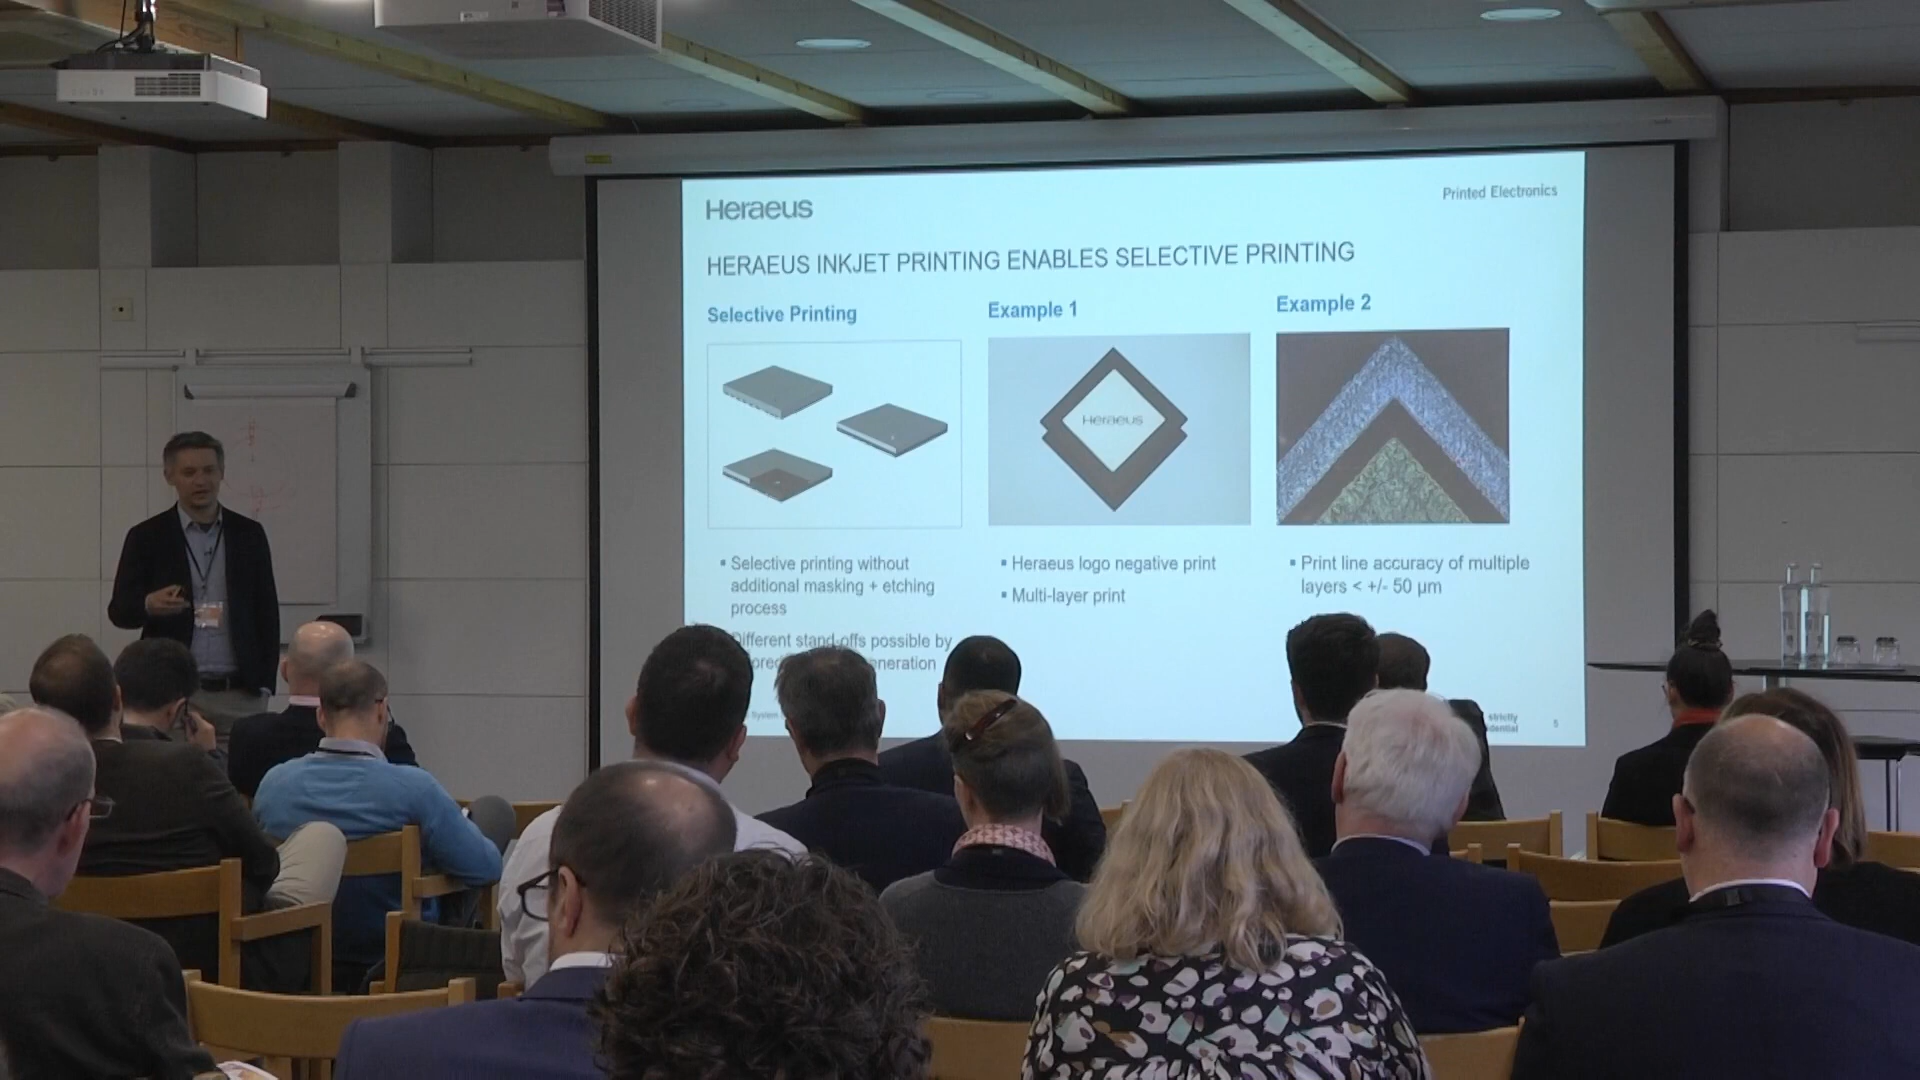 Heraeus
Printed Electronics
HERAEUS INKJET PRINTING ENABLES SELECTIVE PRINTING
Selective Printing
▪ Selective printing without
additional masking + etching
process
Different stand-offs possible by
Example 1
Heraeus
▪ Heraeus logo negative print
▪ Multi-layer print
Example 2
▪ Print line accuracy of multiple
layers < +/- 50 µm
System
strictly
5